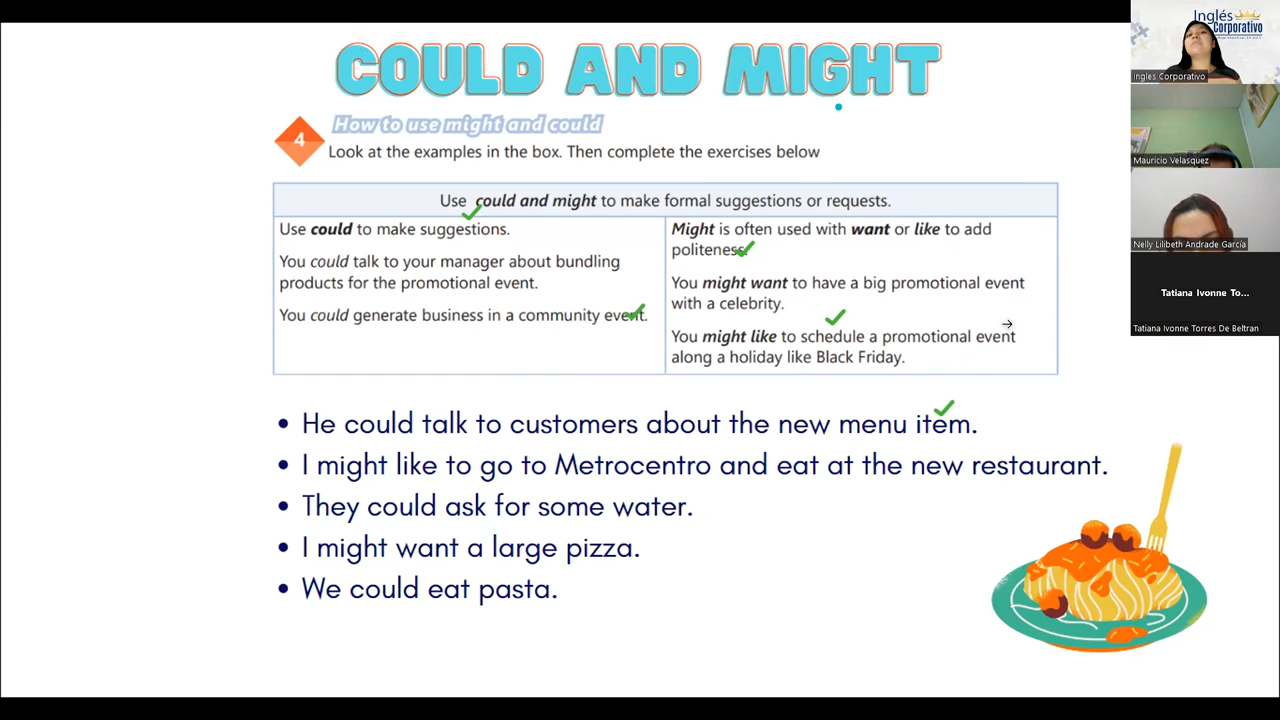 COULD AND MIGHT
How to use might and could
4
Look at the examples in the box. Then complete the exercises below
Use could and might to make formal suggestions or requests.
Use could to make suggestions.
You could talk to your manager about bundling
products for the promotional event.
You could generate business in a community event.
Might is often used with want or like to add
politeness.
You might want to have a big promotional event
with a celebrity.
You might like to schedule a promotional event
along a holiday like Black Friday.
• He could talk to customers about the new menu item.
• I might like to go to Metrocentro and eat at the new restaurant.
• They could ask for some water.
• I might want a large pizza.
• We could eat pasta.
Inglés
Corporativo
Ingles Corporativo
Mauricio Velasquez
Nelly Lilibeth Andrade García
Tatiana Ivonne To...
Tatiana Ivonne Torres De Beltran